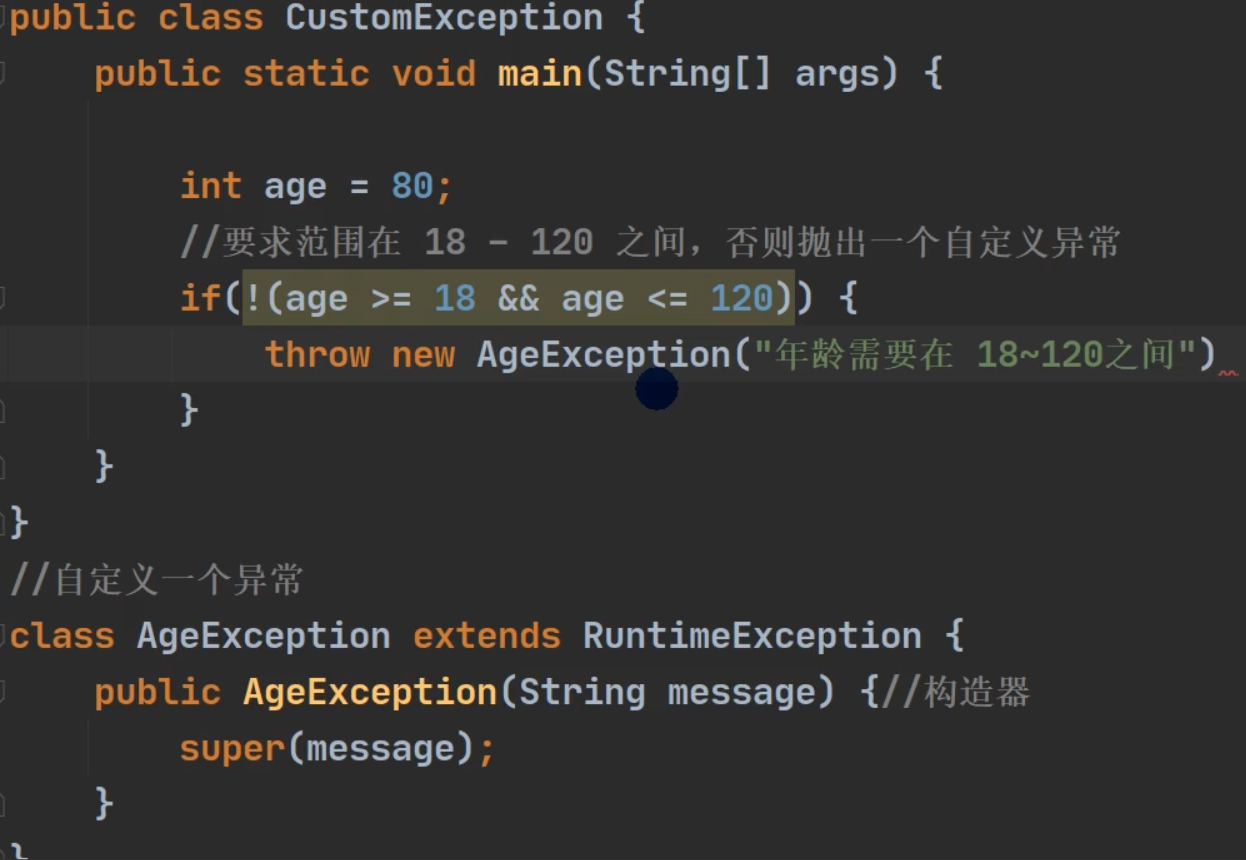 public class CustomException {
public static void main(String[] args) {
int age = 80;
//要求范围在 18 - 120 之间，否则抛出一个自定义异常
if(!(age >= 18 && age <= 120)) {
throw new AgeException("年龄需要在 18~120之间")
}
}
}
//自定义一个异常
class AgeException extends RuntimeException {
public AgeException(String message) {//构造器
super(message);
}
}